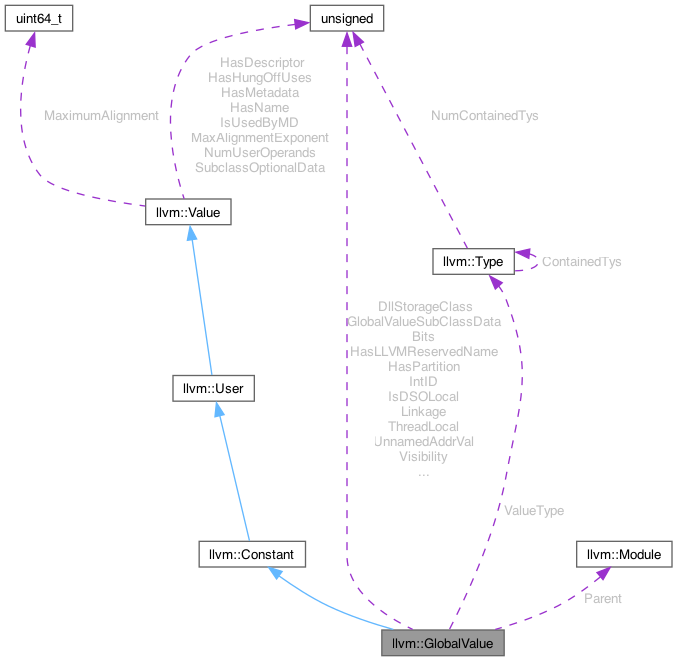 uint64_t
unsigned
HasDescriptor
HasHungOffUses
HasMetadata
HasName
IsUsedByMD
MaxAlignmentExponent
NumUserOperands
SubclassOptionalData
MaximumAlignment
NumContainedTys
llvm::Value
llvm::Type
ContainedTys
DllStorageClass
GlobalValueSubClassData
Bits
HasLLVMReservedName
HasPartition
IntID
IsDSOLocal
Linkage
ThreadLocal
UnnamedAddrVal
Visibility
...
llvm::User
ValueType
llvm::Constant
llvm::Module
Parent
llvm::GlobalValue